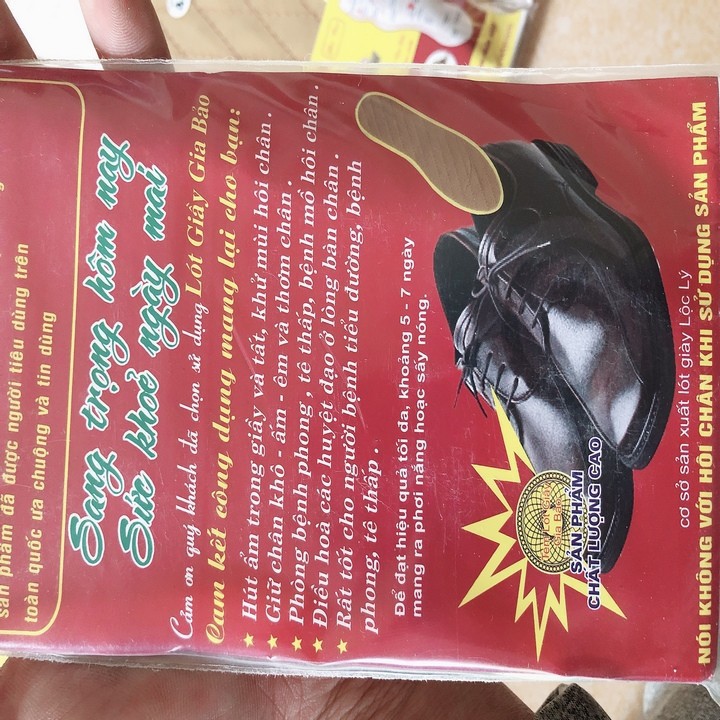 sản phẩm đã được người tiêu dùng trên
toàn quốc ưa chuộng và tin dùng
Sang trọng hôm nay
Sức khoẻ ngày mai
Cảm ơn quý khách đã chọn sử dụng Lót Giầy Gia Bảo
Cam kết công dụng mang lại cho bạn:
Hút ẩm trong giầy và tất, khử mùi hôi chân .
Giữ chân khô - ấm - êm và thơm chân .
Phòng bệnh phong , tê thấp, bệnh mồ hôi chân .
Điều hoà các huyệt đạo ở lòng bàn chân .
Rất tốt cho người bệnh tiểu đường, bệnh
phong, tê thấp .
Để đạt hiệu quả tối đa, khoảng 5 - 7 ngày
mang ra phơi nắng hoặc sấy nóng.
SẢN PHẨM
CHẤT LƯỢNG CAO
cơ sở sản xuất lót giày Lộc Lý
NÓI KHÔNG VỚI HÔI CHÂN KHI SỬ DỤNG SẢN PHẨM